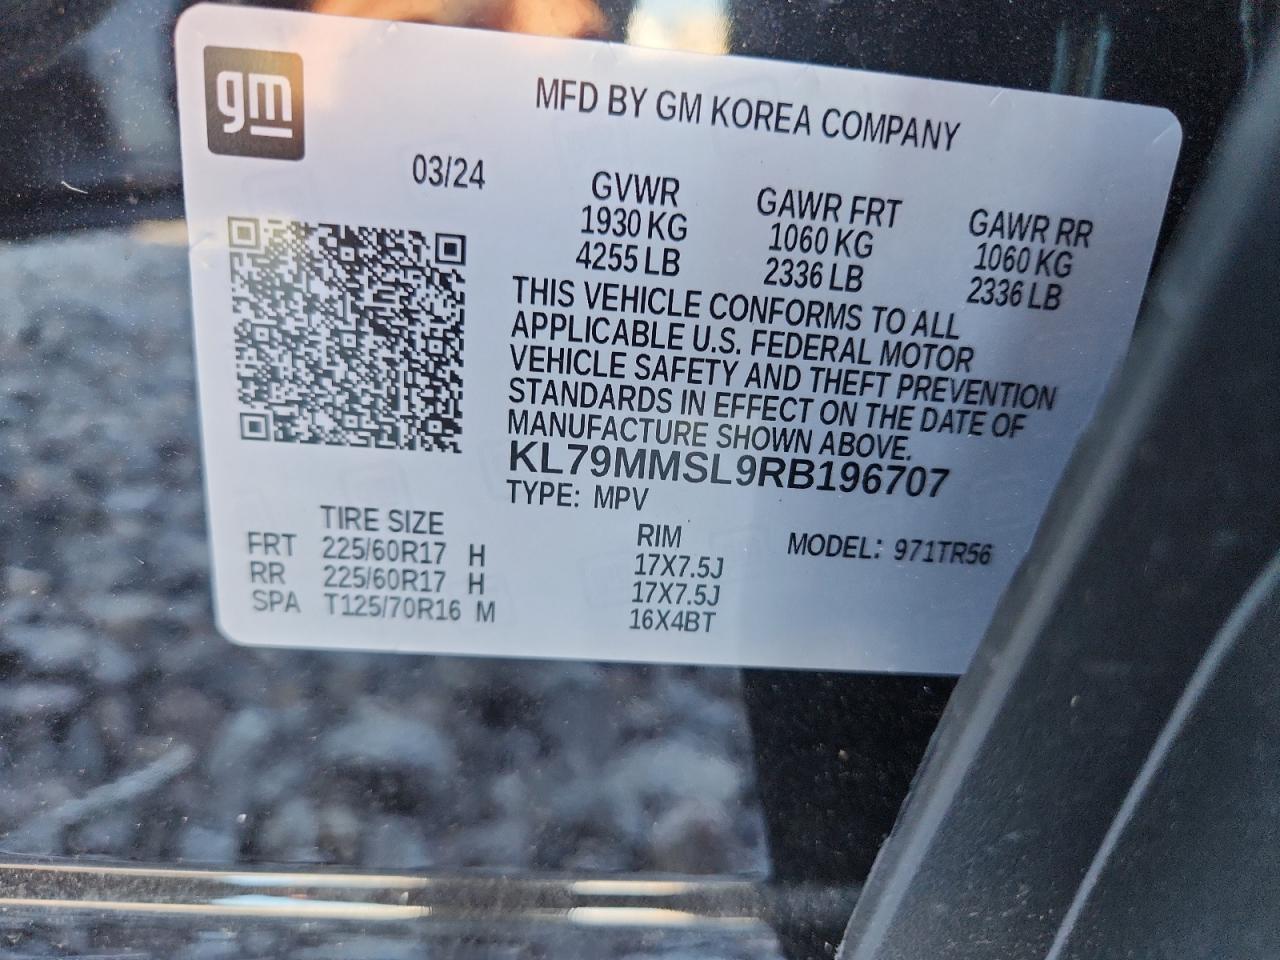 gm
MFD BY GM KOREA COMPANY
03/24
GVWR
1930 KG
4255 LB
GAWR FRT
1060 KG
2336 LB
GAWR RR
1060 KG
2336 LB
THIS VEHICLE CONFORMS TO ALL
APPLICABLE U.S. FEDERAL MOTOR
VEHICLE SAFETY AND THEFT PREVENTION
STANDARDS IN EFFECT ON THE DATE OF
MANUFACTURE SHOWN ABOVE.
KL79MMSL9RB196707
TYPE: MPV
TIRE SIZE RIM MODEL: 971TR56
FRT 225/60R17 H 17X7.5J
RR 225/60R17 H 17X7.5J
SPA T125/70R16 M 16X4BT